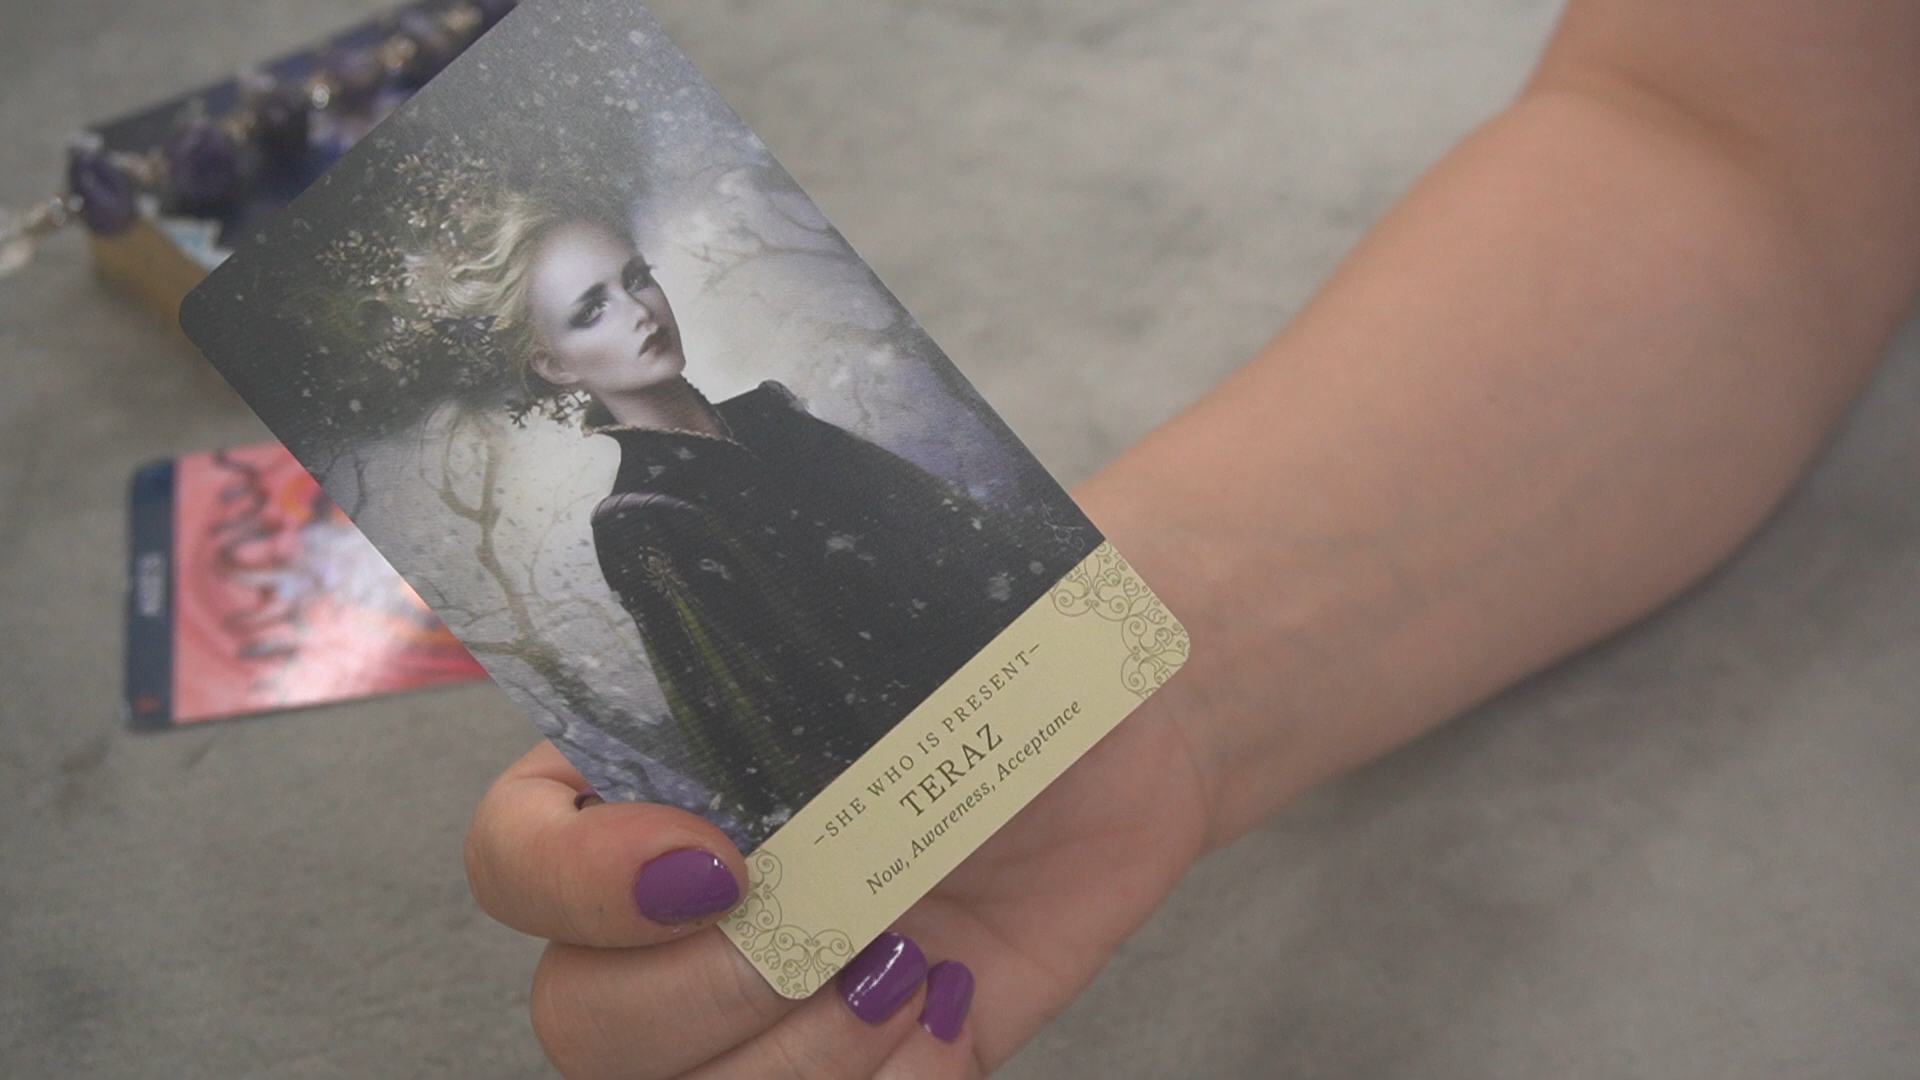 –SHE WHO IS PRESENT–
TERAZ
Now, Awareness, Acceptance